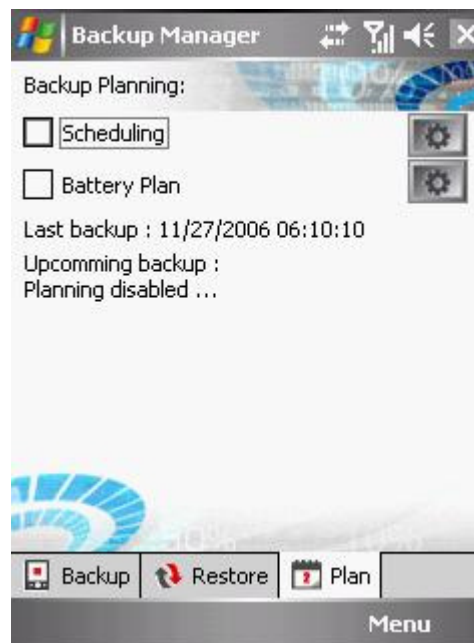 Backup Manager
Backup Planning:
Scheduling
Battery Plan
Last backup : 11/27/2006 06:10:10
Upcomming backup :
Planning disabled ...
Backup Restore Plan
Menu